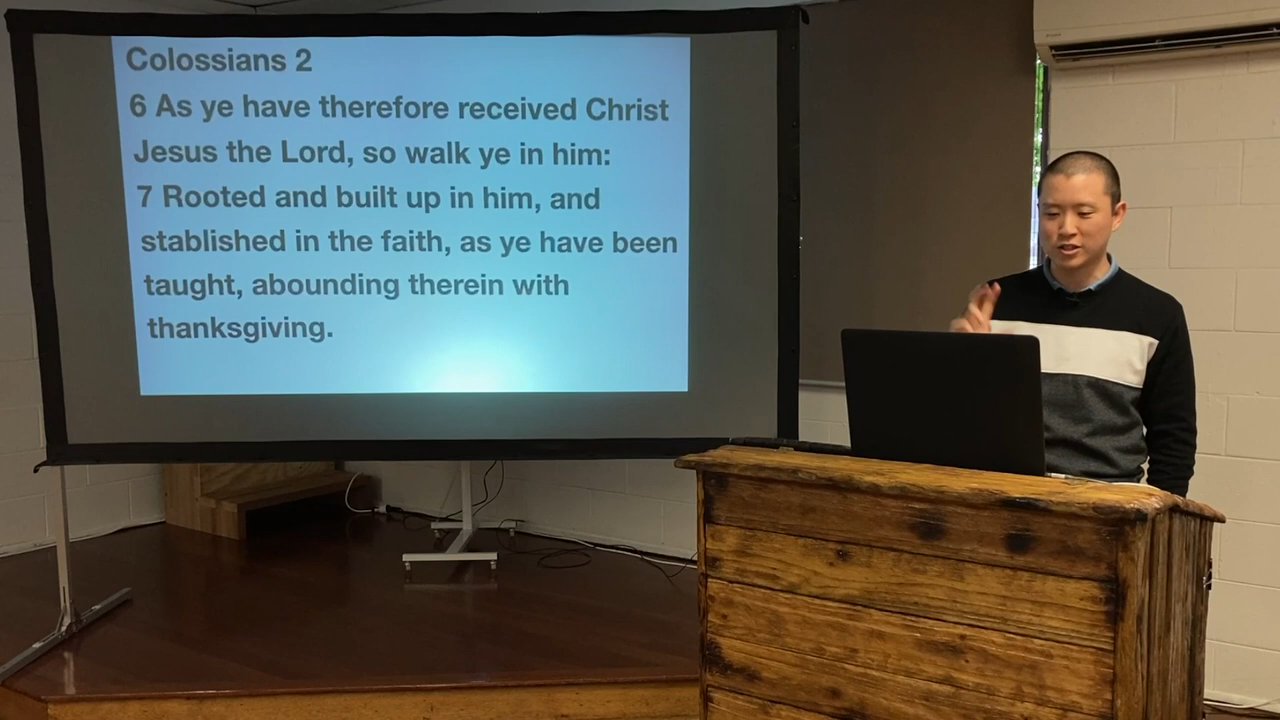 Colossians 2
6 As ye have therefore received Christ
Jesus the Lord, so walk ye in him:
7 Rooted and built up in him, and
stablished in the faith, as ye have been
taught, abounding therein with
thanksgiving.